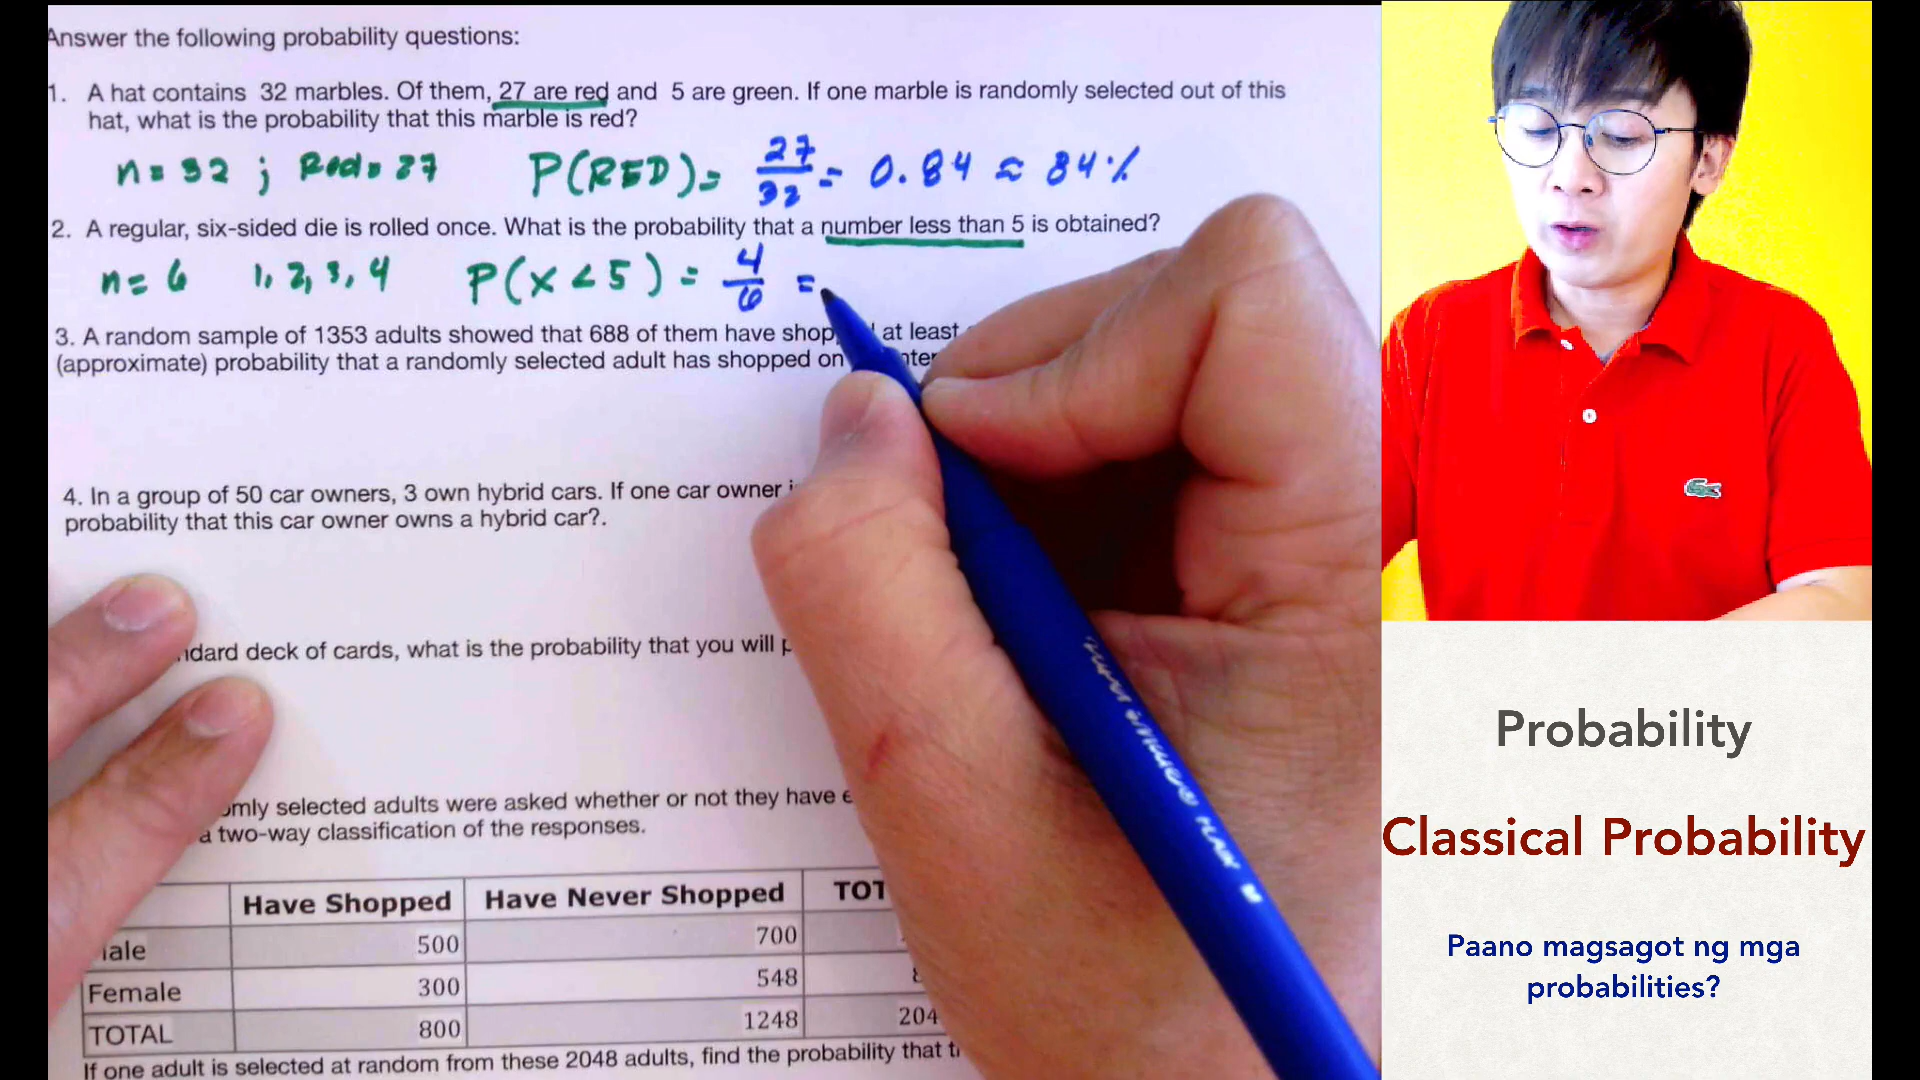 Answer the following probability questions:
1. A hat contains 32 marbles. Of them, 27 are red and 5 are green. If one marble is randomly selected out of this
hat, what is the probability that this marble is red?
n = 32 ; Red = 27 P(RED) = 27/32 = 0.84 ≈ 84%
2. A regular, six-sided die is rolled once. What is the probability that a number less than 5 is obtained?
n = 6 1, 2, 3, 4 P(x < 5) = 4/6 =
3. A random sample of 1353 adults showed that 688 of them have at least
(approximate) probability that a randomly selected adult has shopped on
4. In a group of 50 car owners, 3 own hybrid cars. If one car owner
probability that this car owner owns a hybrid car?.
deck of cards, what is the probability that you will
selected adults were asked whether or not they have
a two-way classification of the responses.
Have Shopped Have Never Shopped
500 700
Female 300 548
TOTAL 800 1248
If one adult is selected at random from these 2048 adults, find the probability that
Probability
Classical Probability
Paano magsagot ng mga
probabilities?